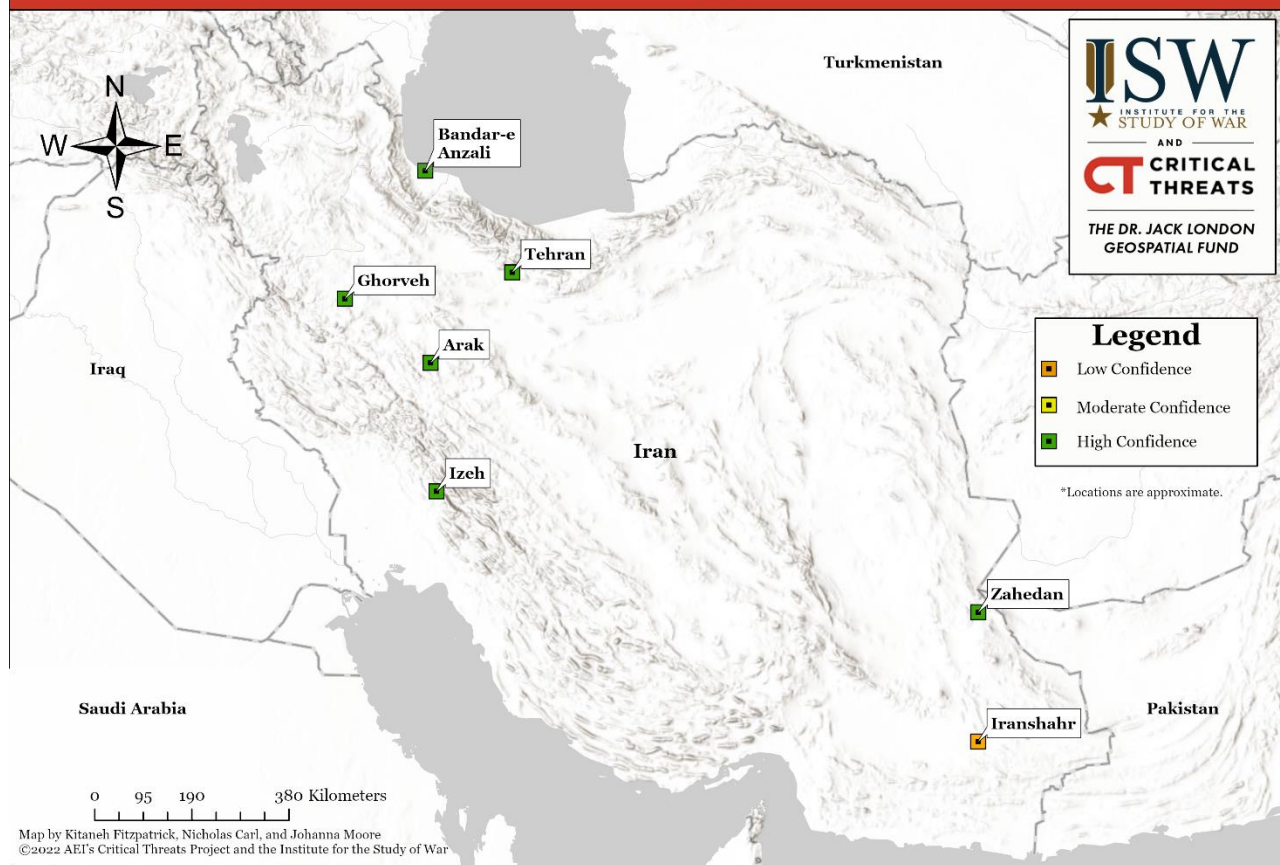 Turkmenistan
ISW
INSTITUTE FOR THE
STUDY OF WAR
AND
CT CRITICAL
THREATS
THE DR. JACK LONDON
GEOSPATIAL FUND
N
W E
S
Bandar-e
Anzali
Tehran
Ghorveh
Arak
Iraq
Iran
Izeh
Legend
Low Confidence
Moderate Confidence
High Confidence
*Locations are approximate.
Zahedan
Saudi Arabia
Iranshahr
Pakistan
0 95 190 380 Kilometers
Map by Kitaneh Fitzpatrick, Nicholas Carl, and Johanna Moore
©2022 AEI's Critical Threats Project and the Institute for the Study of War